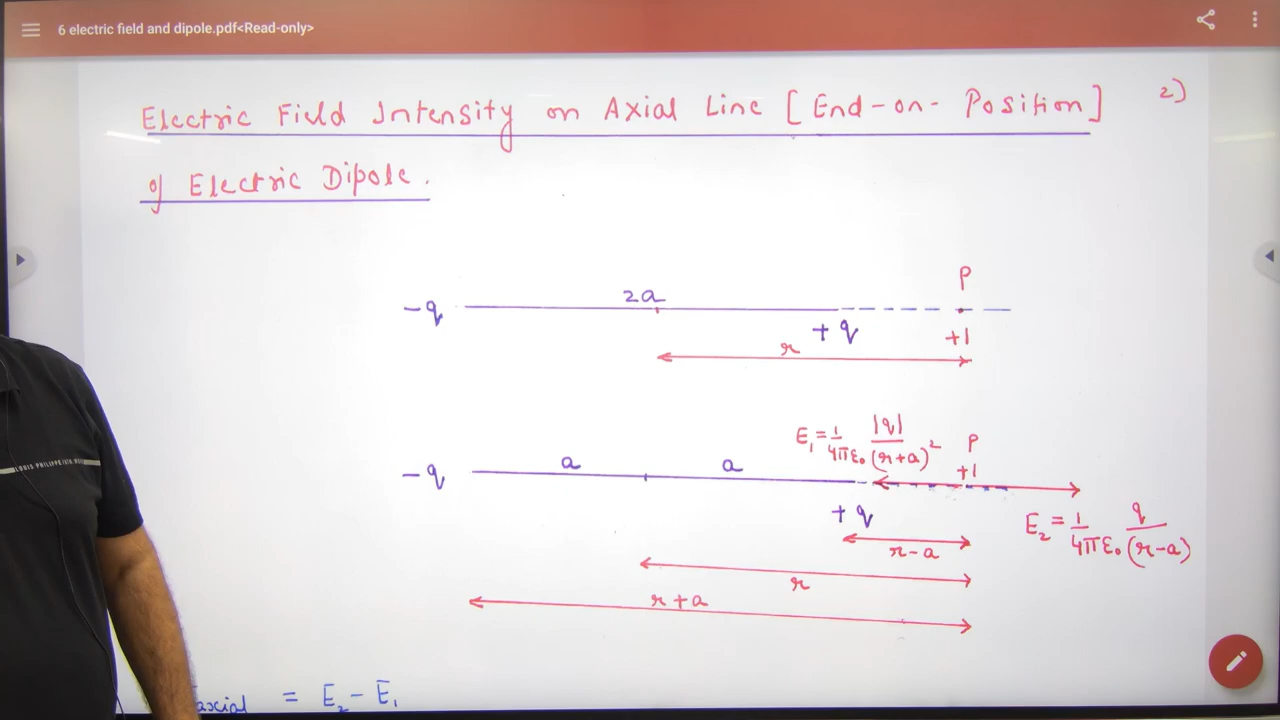 6 electric field and dipole.pdf<Read-only>
Electric Field Intensity on Axial Line [End-on-Position] 2)
of Electric Dipole.
P
2a
-q
+q
+1
r
E₁ = 1/4πε₀ |q|/(r+a)²
P
+1
a
a
-q
+q
E₂ = 1/4πε₀ q/(r-a)
r-a
r
r+a
axial = E₂ - E₁